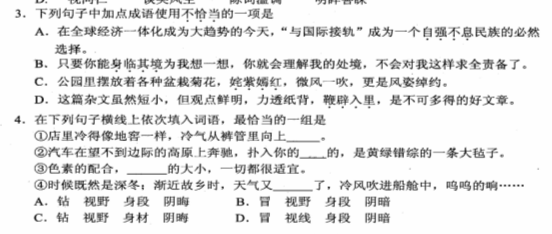 3．下列句子中加点成语使用不恰当的一项是
A．在全球经济一体化成为大趋势的今天，“与国际接轨”成为一个自强不息民族的必然
选择。
B．只要你能身临其境为我想一想，你就会理解我的处境，不会对我这样求全责备了。
C．公园里摆放着各种盆栽菊花，姹紫嫣红，微风一吹，更是风姿绰约。
D．这篇杂文虽然短小，但观点鲜明，力透纸背，鞭辟入里，是不可多得的好文章。
4．在下列句子横线上依次填入词语，最恰当的一组是
①店里冷得像地窖一样，冷气从裤管里向上____。
②汽车在望不到边际的高原上奔驰，扑入你的____的，是黄绿错综的一条大毡子。
③色素的配合，______的大小，一切都很适宜。
④时候既然是深冬；渐近故乡时，天气又______了，冷风吹进船舱中，呜呜的响……
A．钻 视野 身段 阴晦 B．冒 视野 身段 阴暗
C．钻 视野 身材 阴晦 D．冒 视线 身段 阴暗